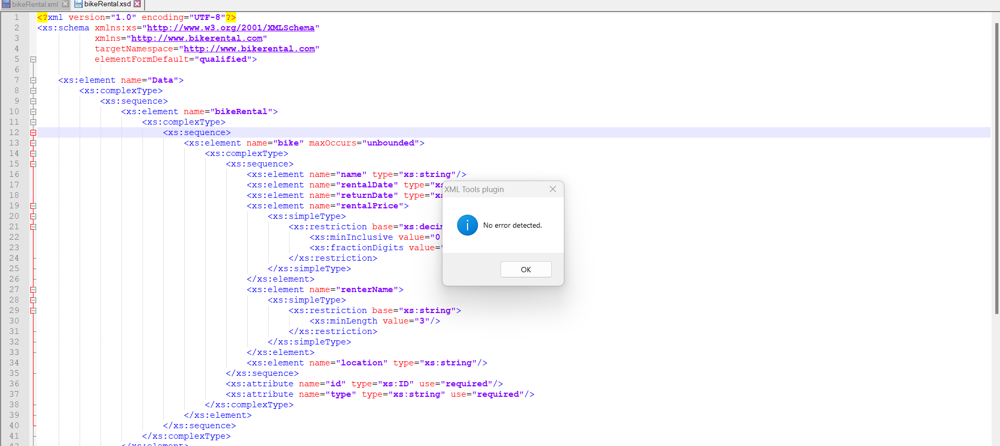 bikeRental.xml bikeRental.xsd
1 <?xml version="1.0" encoding="UTF-8"?>
2 <xs:schema xmlns:xs="http://www.w3.org/2001/XMLSchema"
3 xmlns="http://www.bikerental.com"
4 targetNamespace="http://www.bikerental.com"
5 elementFormDefault="qualified">
6
7 <xs:element name="Data">
8 <xs:complexType>
9 <xs:sequence>
10 <xs:element name="bikeRental">
11 <xs:complexType>
12 <xs:sequence>
13 <xs:element name="bike" maxOccurs="unbounded">
14 <xs:complexType>
15 <xs:sequence>
16 <xs:element name="name" type="xs:string"/>
17 <xs:element name="rentalDate" type="xs
18 <xs:element name="returnDate" type="xs
19 <xs:element name="rentalPrice">
20 <xs:simpleType>
21 <xs:restriction base="xs:deci
22 <xs:minInclusive value="0
23 <xs:fractionDigits value="
24 </xs:restriction>
25 </xs:simpleType>
26 </xs:element>
27 <xs:element name="renterName">
28 <xs:simpleType>
29 <xs:restriction base="xs:string">
30 <xs:minLength value="3"/>
31 </xs:restriction>
32 </xs:simpleType>
33 </xs:element>
34 <xs:element name="location" type="xs:string"/>
35 </xs:sequence>
36 <xs:attribute name="id" type="xs:ID" use="required"/>
37 <xs:attribute name="type" type="xs:string" use="required"/>
38 </xs:complexType>
39 </xs:element>
40 </xs:sequence>
41 </xs:complexType>
42 </xs:element>
XML Tools plugin
No error detected.
OK